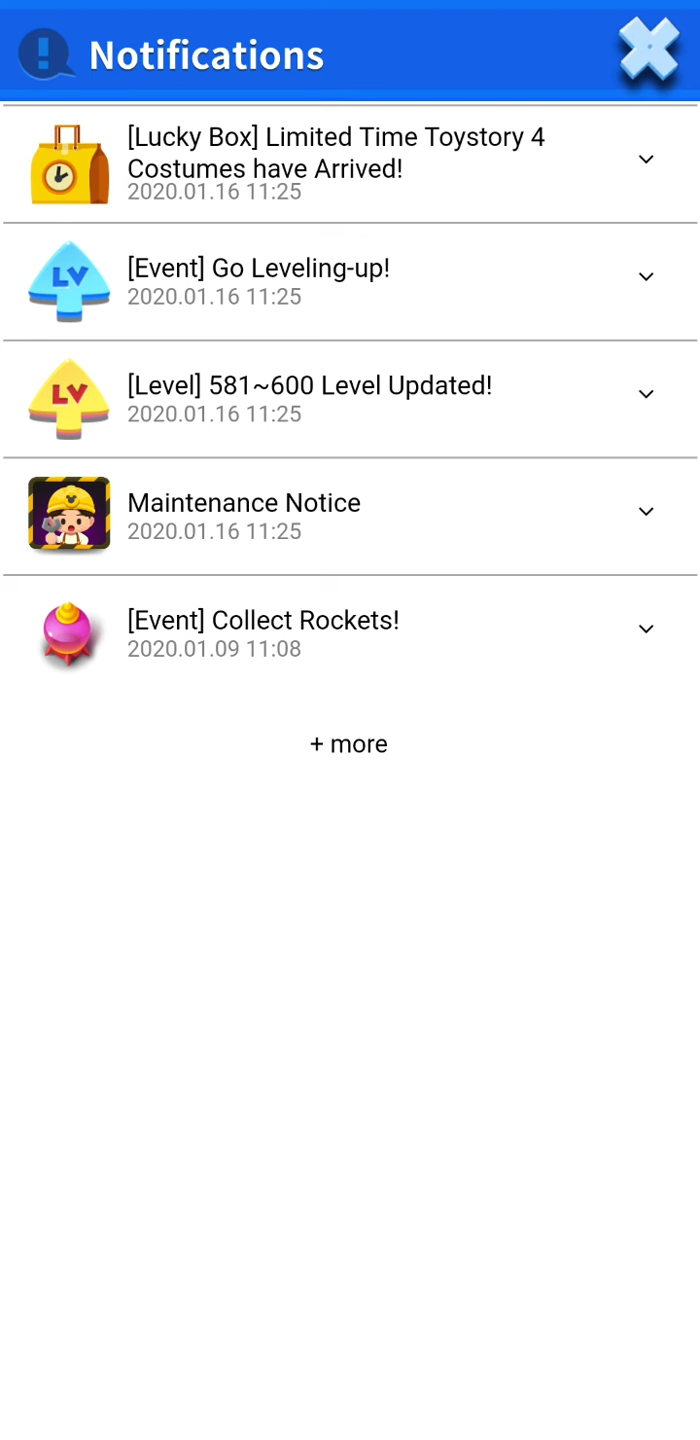 Notifications
[Lucky Box] Limited Time Toystory 4
Costumes have Arrived!
2020.01.16 11:25
LV
[Event] Go Leveling-up!
2020.01.16 11:25
LV
[Level] 581~600 Level Updated!
2020.01.16 11:25
Maintenance Notice
2020.01.16 11:25
[Event] Collect Rockets!
2020.01.09 11:08
+ more